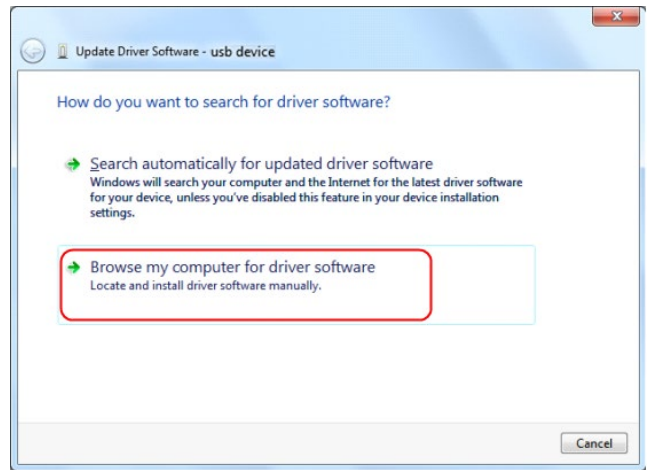 Update Driver Software - usb device
How do you want to search for driver software?
Search automatically for updated driver software
Windows will search your computer and the Internet for the latest driver software
for your device, unless you've disabled this feature in your device installation
settings.
Browse my computer for driver software
Locate and install driver software manually.
Cancel